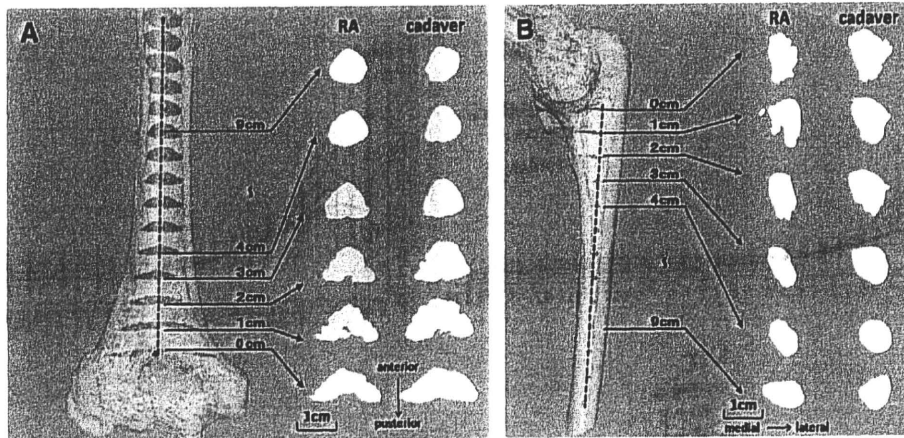 A
RA
cadaver
9cm
4cm
3cm
2cm
1cm
0cm
anterior
posterior
1cm
B
RA
cadaver
0cm
1cm
2cm
3cm
4cm
9cm
1cm
medial
lateral